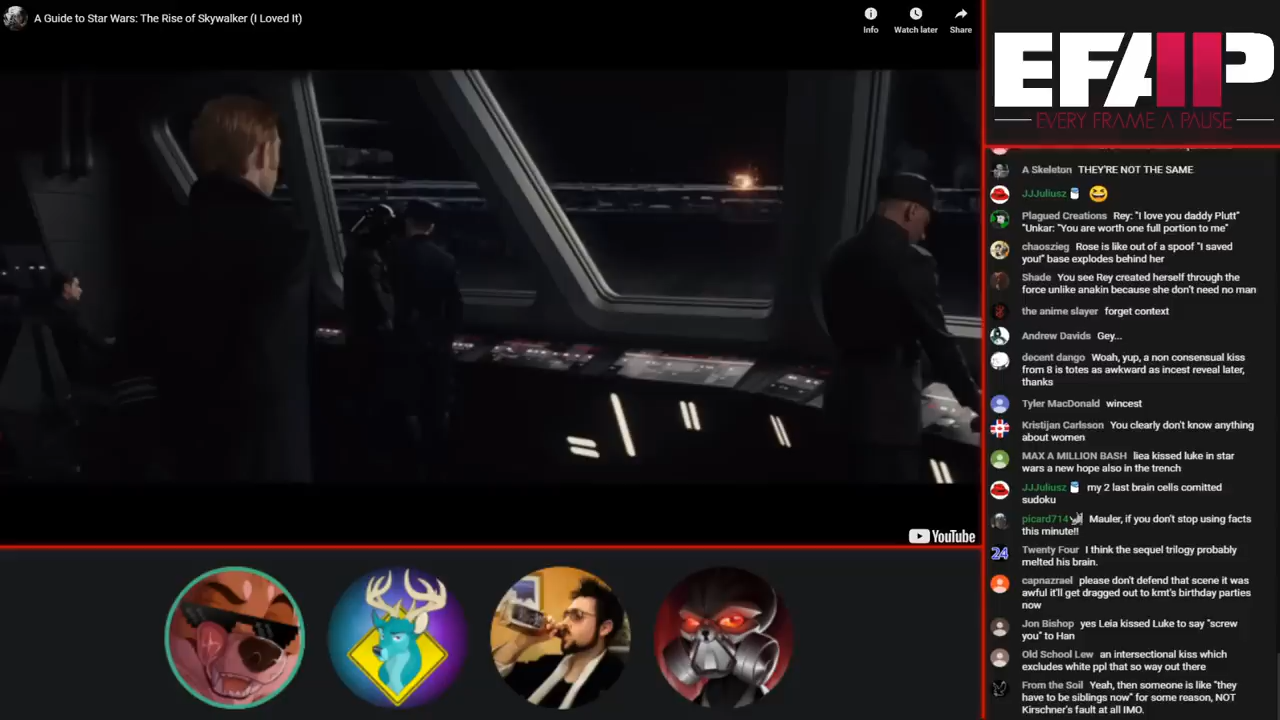 A Guide to Star Wars: The Rise of Skywalker (I Loved It)
Info
Watch later
Share
YouTube
EFAP
EVERY FRAME A PAUSE
A Skeleton THEY'RE NOT THE SAME
JJJuliusz
Plagued Creations Rey: "I love you daddy Plutt"
"Unkar: "You are worth one full portion to me"
chaoszieg Rose is like out of a spoof "I saved
you!" base explodes behind her
Shade You see Rey created herself through the
force unlike anakin because she don't need no man
the anime slayer forget context
Andrew Davids Gey...
decent dango Woah, yup, a non consensual kiss
from 8 is totes as awkward as incest reveal later,
thanks
Tyler MacDonald wincest
Kristijan Carlsson You clearly don't know anything
about women
MAX A MILLION BASH liea kissed luke in star
wars a new hope also in the trench
JJJuliusz my 2 last brain cells comitted
sudoku
picard714 Mauler, if you don't stop using facts
this minute!!
24
Twenty Four I think the sequel trilogy probably
melted his brain.
capnazrael please don't defend that scene it was
awful it'll get dragged out to kmt's birthday parties
now
Jon Bishop yes Leia kissed Luke to say "screw
you" to Han
Old School Lew an intersectional kiss which
excludes white ppl that so way out there
From the Soil Yeah, then someone is like "they
have to be siblings now" for some reason, NOT
Kirschner's fault at all IMO.